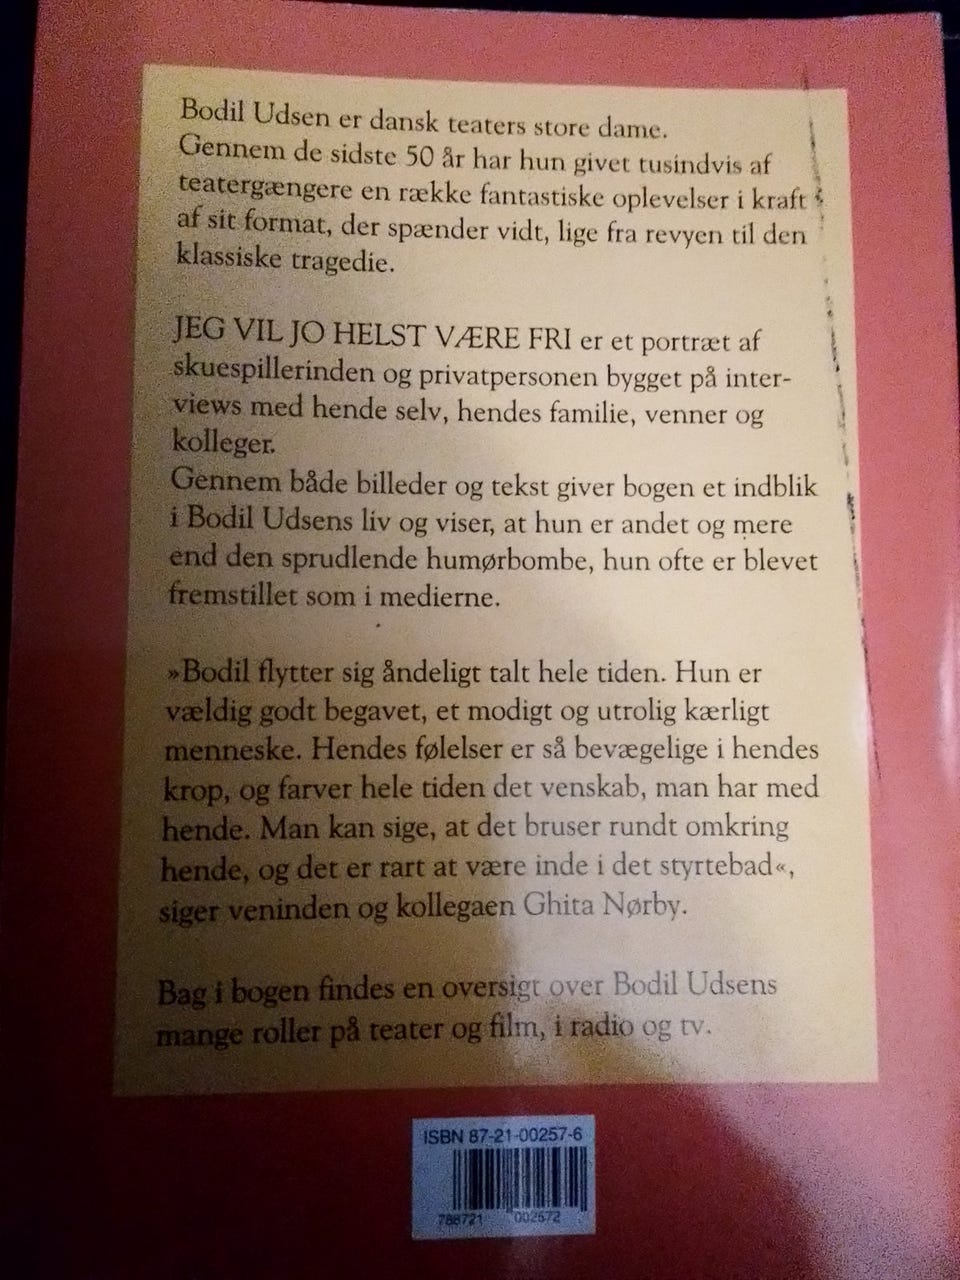 Bodil Udsen er dansk teaters store dame.
Gennem de sidste 50 år har hun givet tusindvis af
teatergængere en række fantastiske oplevelser i kraft
af sit format, der spænder vidt, lige fra revyen til den
klassiske tragedie.
JEG VIL JO HELST VÆRE FRI er et portræt af
skuespillerinden og privatpersonen bygget på inter-
views med hende selv, hendes familie, venner og
kolleger.
Gennem både billeder og tekst giver bogen et indblik
i Bodil Udsens liv og viser, at hun er andet og mere
end den sprudlende humørbombe, hun ofte er blevet
fremstillet som i medierne.
»Bodil flytter sig åndeligt talt hele tiden. Hun er
vældig godt begavet, et modigt og utrolig kærligt
menneske. Hendes følelser er så bevægelige i hendes
krop, og farver hele tiden det venskab, man har med
hende. Man kan sige, at det bruser rundt omkring
hende, og det er rart at være inde i det styrtebad«,
siger veninden og kollegaen Ghita Nørby.
Bag i bogen findes en oversigt over Bodil Udsens
mange roller på teater og film, i radio og tv.
ISBN 87-21-00257-6
788721 002572